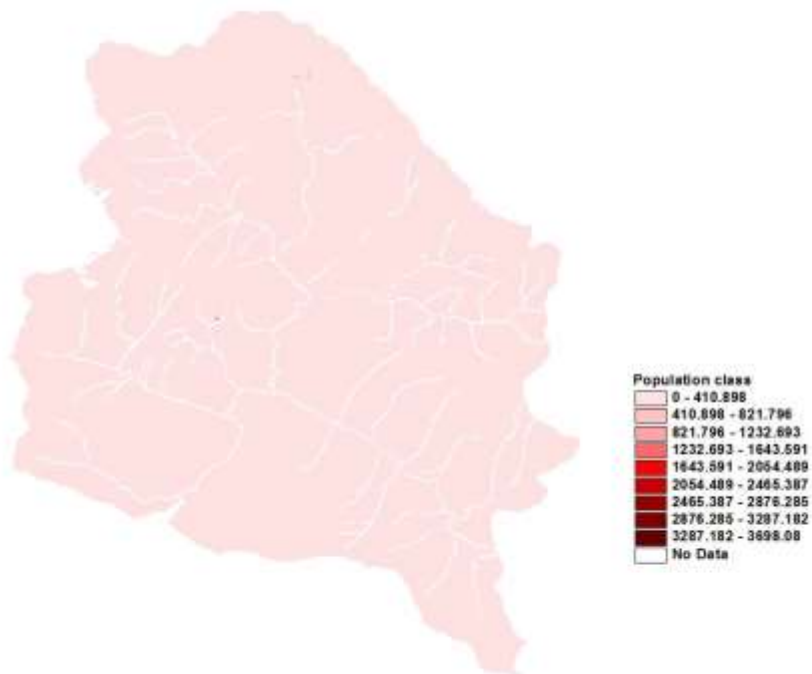 Population class
0 - 410.898
410.898 - 821.796
821.796 - 1232.693
1232.693 - 1643.591
1643.591 - 2054.489
2054.489 - 2465.387
2465.387 - 2876.285
2876.285 - 3287.182
3287.182 - 3698.08
No Data